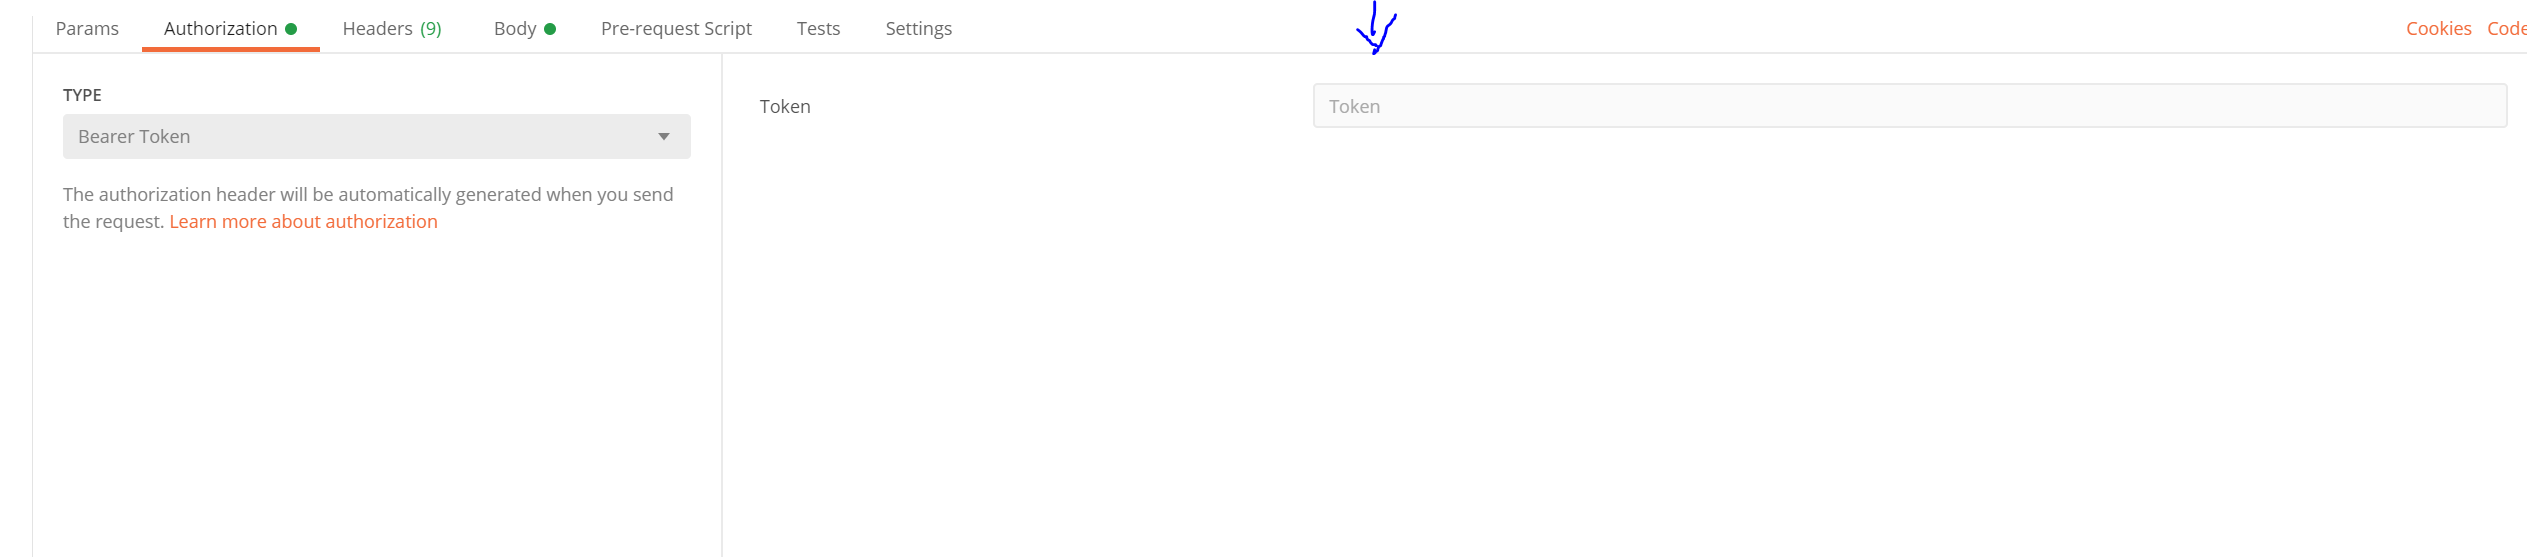 Params Authorization Headers (9) Body Pre-request Script Tests Settings Cookies Code
TYPE
Bearer Token
The authorization header will be automatically generated when you send
the request. Learn more about authorization
Token Token